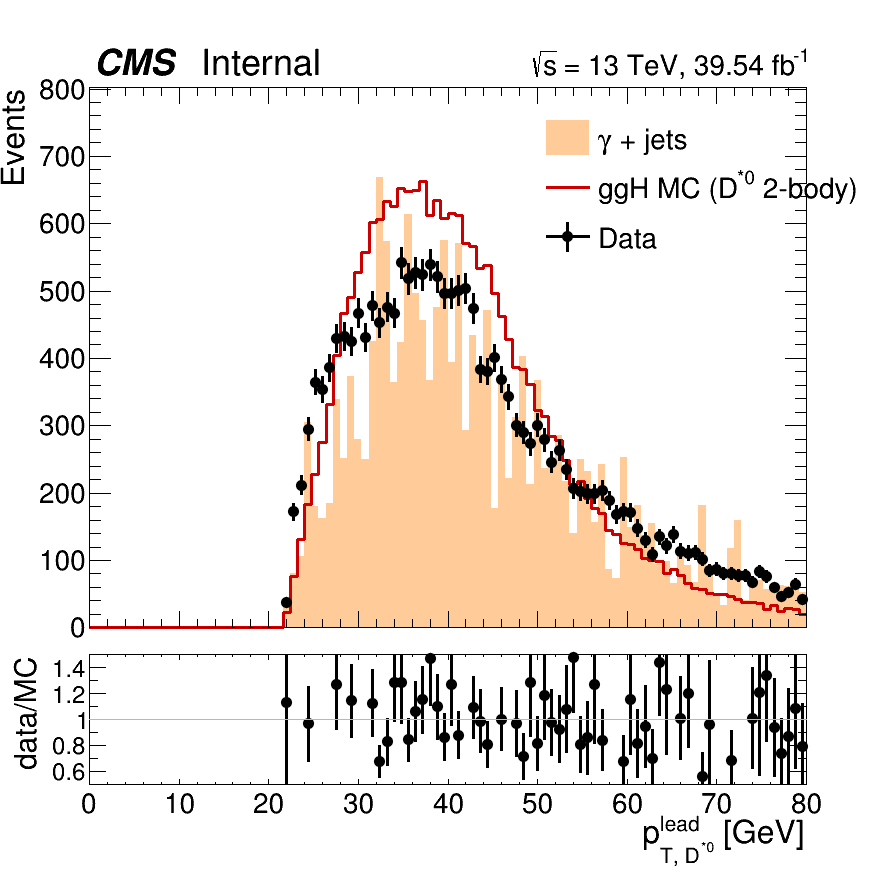 CMS Internal √s = 13 TeV, 39.54 fb⁻¹
Events
800
700
600
500
400
300
200
100
0
γ + jets
ggH MC (D*⁰ 2-body)
Data
data/MC
1.4
1.2
1
0.8
0.6
0 10 20 30 40 50 60 70 80
p_{T, D*⁰}^{lead} [GeV]